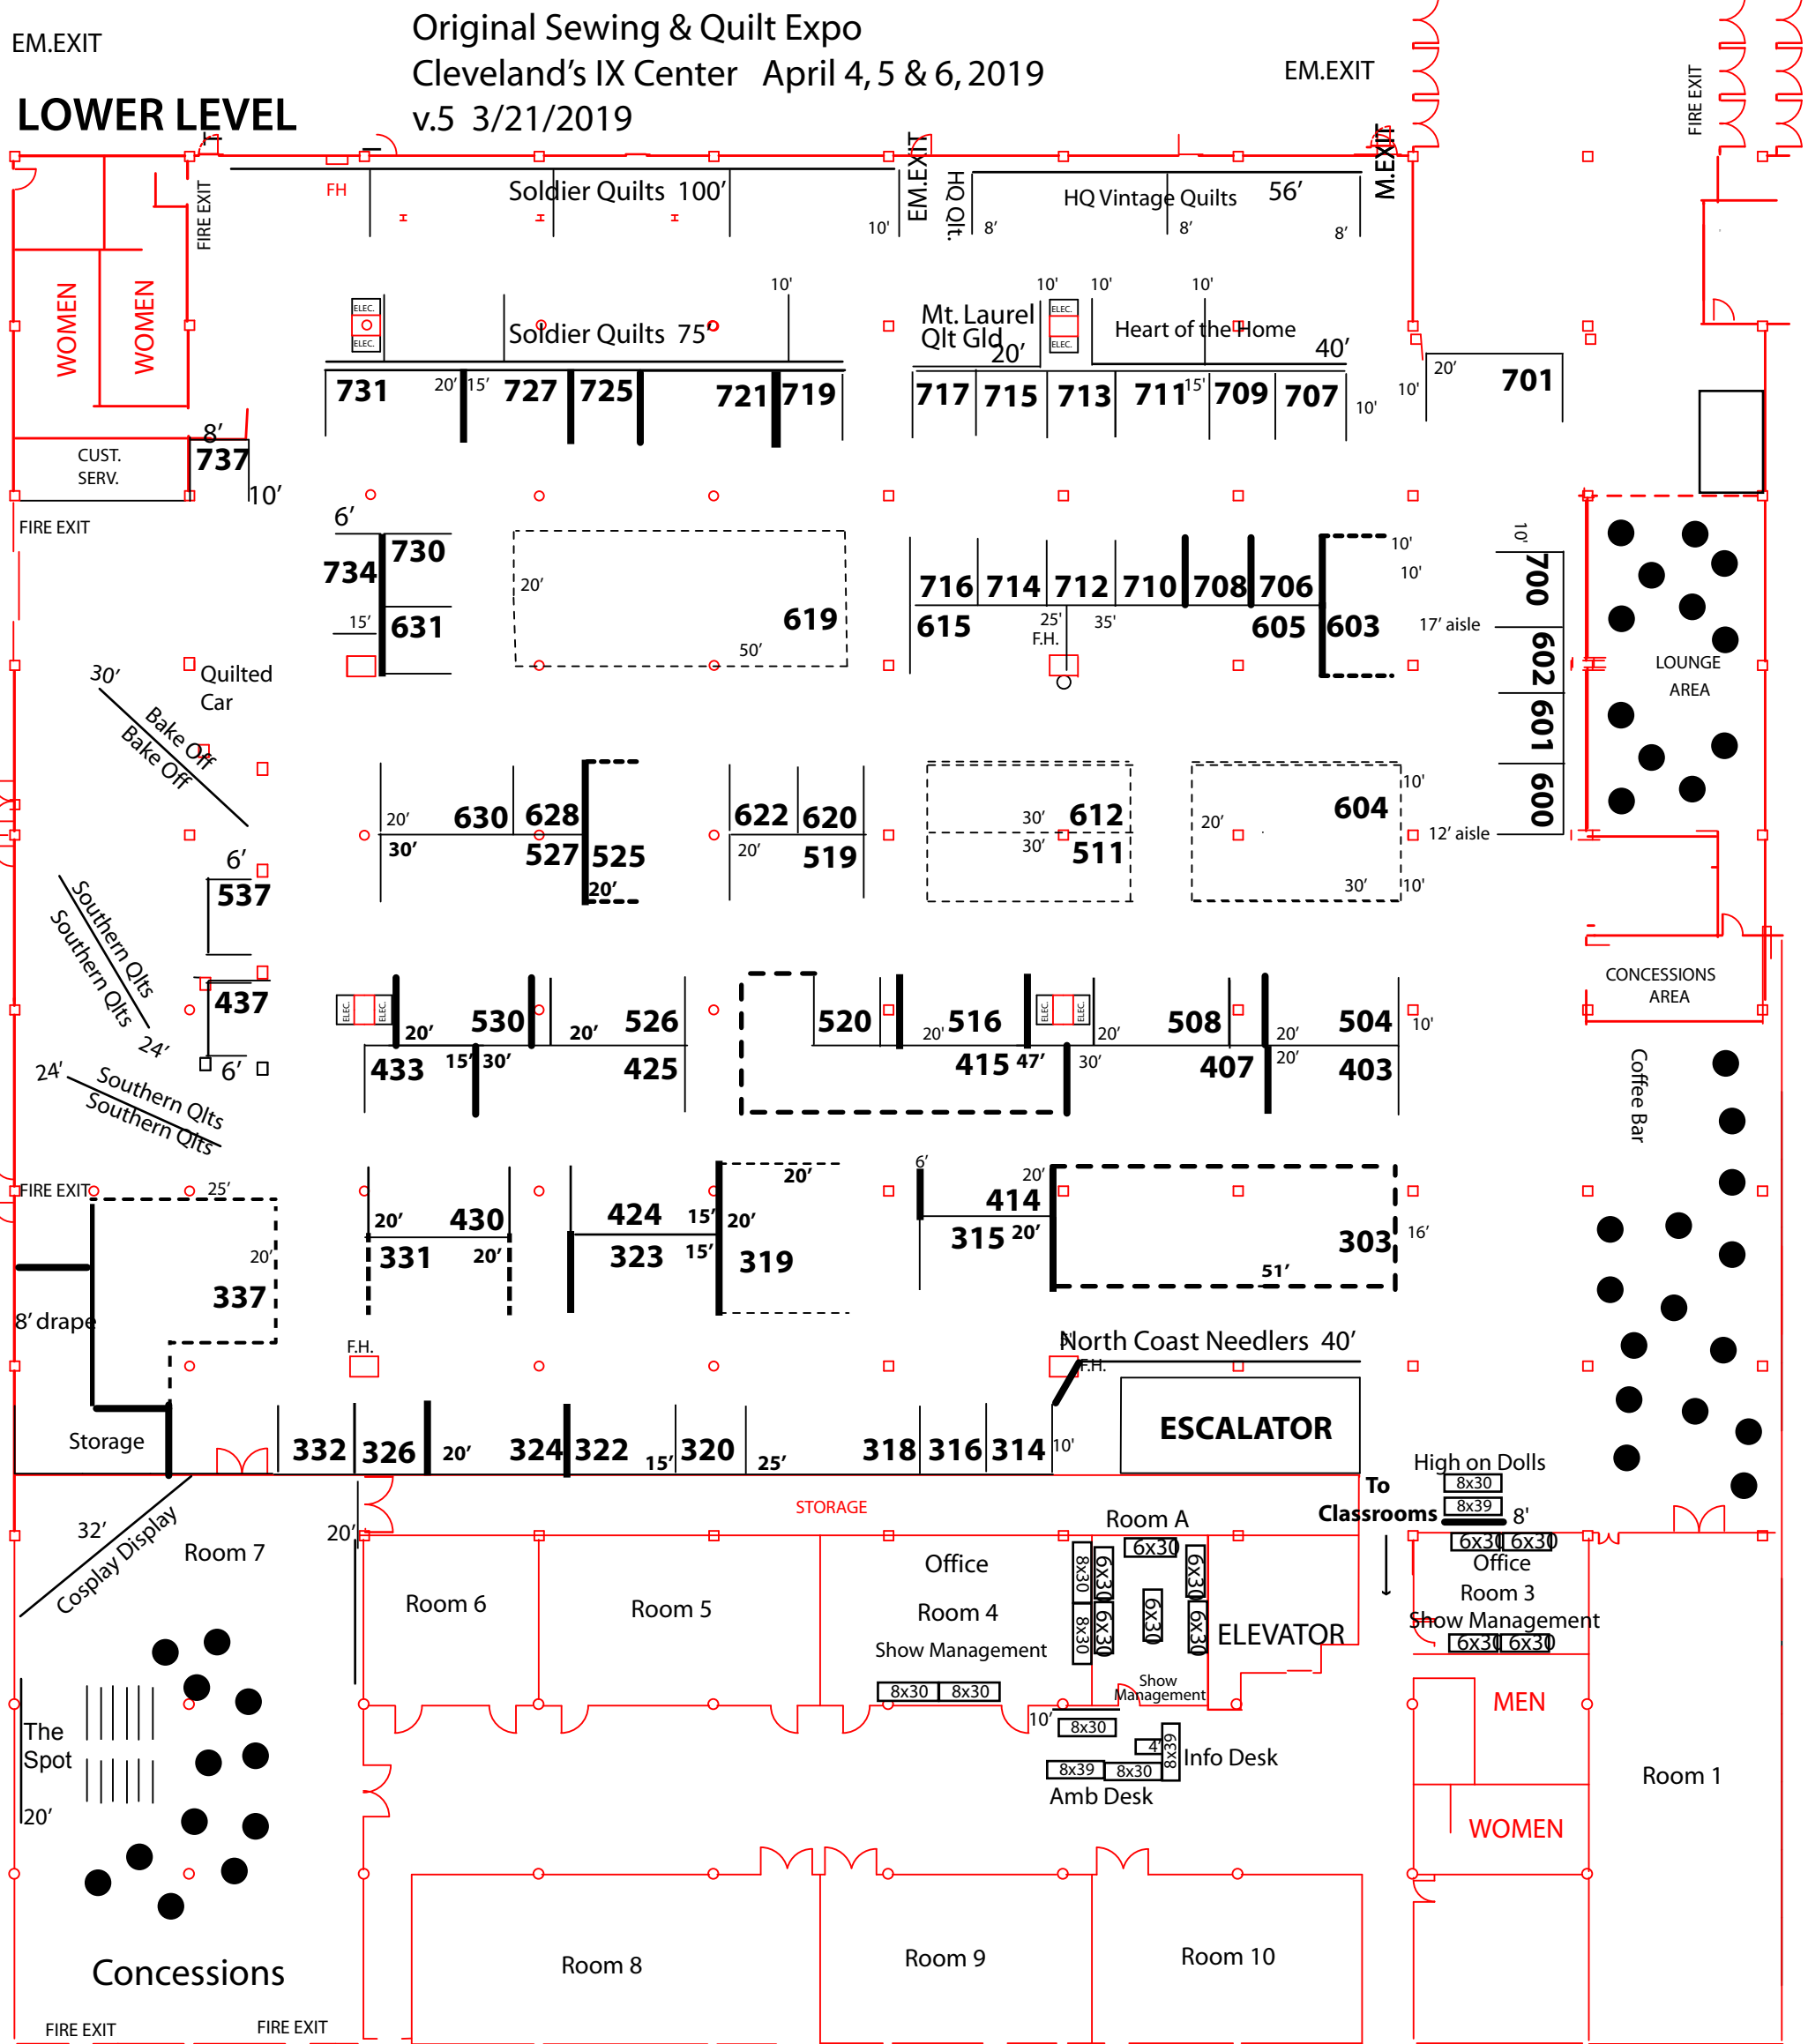 Original Sewing & Quilt Expo
Cleveland’s IX Center April 4, 5 & 6, 2019
v.5 3/21/2019
EM.EXIT
LOWER LEVEL
EM.EXIT
FIRE EXIT
FIRE EXIT
FH
Soldier Quilts 100’
10'
EM.EXIT
HQ Qlt.
8’
HQ Vintage Quilts 56’
8’
8’
M.EXIT
WOMEN
WOMEN
ELEC.
ELEC.
Soldier Quilts 75’
10'
Mt. Laurel
Qlt Gld
20’
10'
ELEC.
ELEC.
10'
10'
Heart of the Home
40’
731 20’ 15’ 727 725 721 719
717 715 713 711 15' 709 707 10'
10' 20’ 701
CUST.
SERV.
8’
737
10’
FIRE EXIT
6’
734 730
15’ 631
20’
619
50’
716 714 712 710 708 706
615 25’ 35’ 605 603
F.H.
10'
10'
10'
700
17’ aisle
602
601
600
12’ aisle
LOUNGE
AREA
Quilted
Car
30’
Bake Off
Bake Off
20’ 630 628
30’ 527 525
20’
622 620
20’ 519
30’ 612
30’ 511
20’ 604
30’
10'
10'
6’
537
437
6’
Southern Qlts
Southern Qlts
24’
24’
Southern Qlts
Southern Qlts
ELEC.
ELEC.
20’ 530 20’ 526
433 15’ 30’ 425
520 20’ 516
415 47’
ELEC.
ELEC.
20’ 508 20’ 504 10'
30’ 407 20’ 403
CONCESSIONS
AREA
Coffee Bar
FIRE EXIT
25’
20’
337
8’ drape
Storage
20’ 430
331 20’
424 15’
323 15’
20’
20’
319
6’
20’
414
315 20’
303 16’
51’
F.H.
North Coast Needlers 40’
F.H.
332 326 20’ 324 322 15’ 320 25’ 318 316 314 10'
ESCALATOR
32’
Cosplay Display
Room 7
20’
STORAGE
To
Classrooms
High on Dolls
8x30
8x39
8'
6x30 6x30
Office
Room 3
Show Management
6x30 6x30
Room 6
Room 5
Office
Room 4
Show Management
8x30 8x30
Room A
6x30
8x30
8x30
6x30
6x30
6x30
6x30
6x30
Show
Management
ELEVATOR
10’
8x30
4’
8x39
8x39 8x30
Info Desk
Amb Desk
MEN
WOMEN
Room 1
The
Spot
20’
Concessions
Room 8
Room 9
Room 10
FIRE EXIT
FIRE EXIT